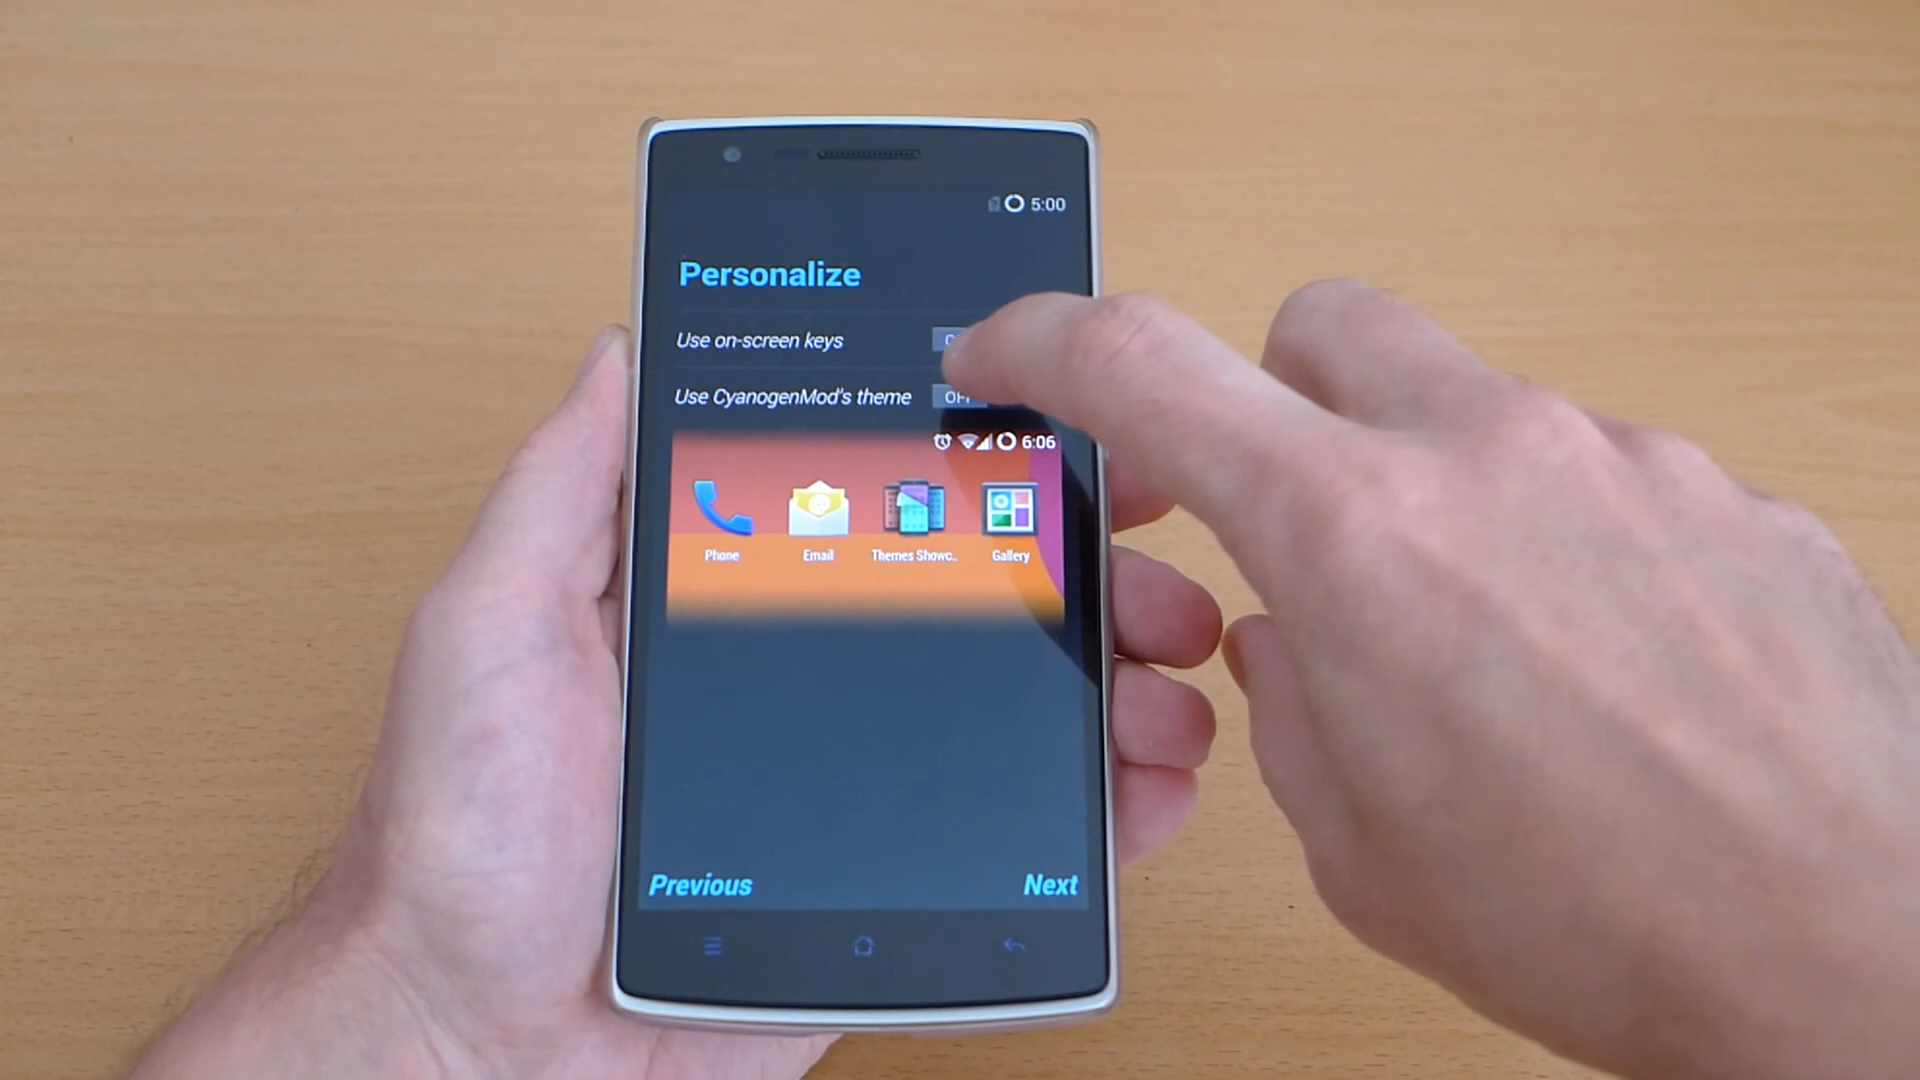 5:00
Personalize
Use on-screen keys
Use CyanogenMod's theme OFF
6:06
Phone Email Themes Showc.. Gallery
Previous Next